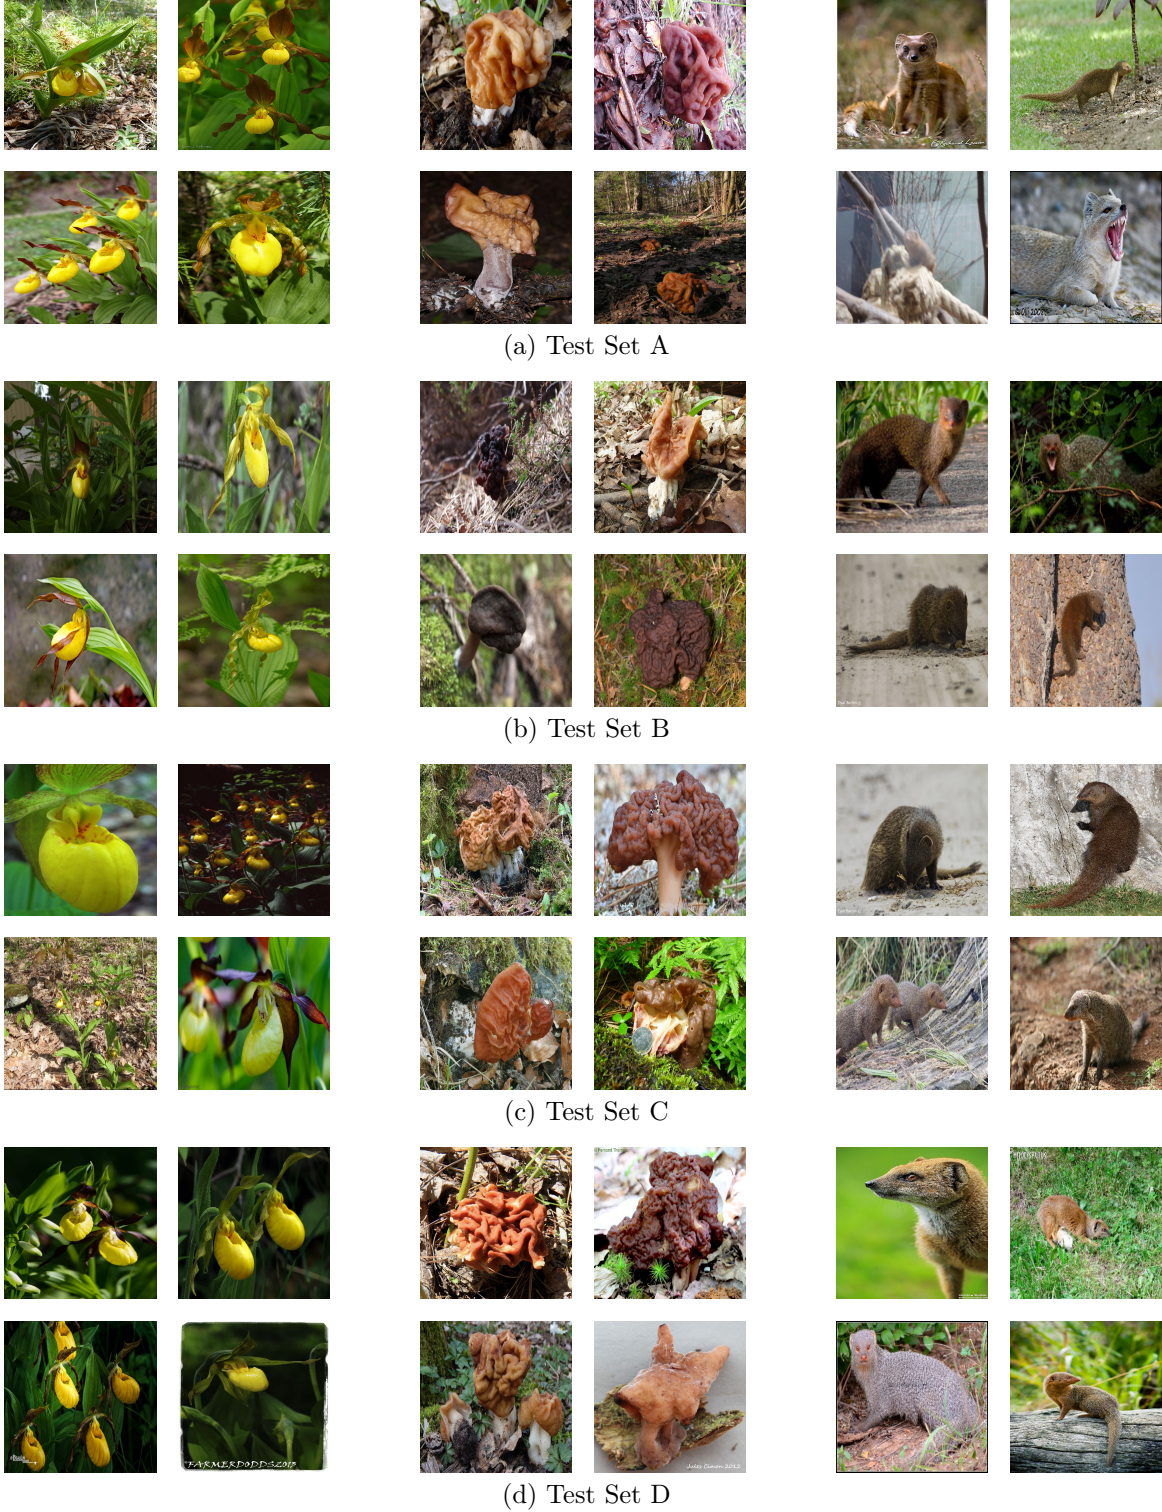 (a) Test Set A
(b) Test Set B
(c) Test Set C
(d) Test Set D
FARMERDODDS2013